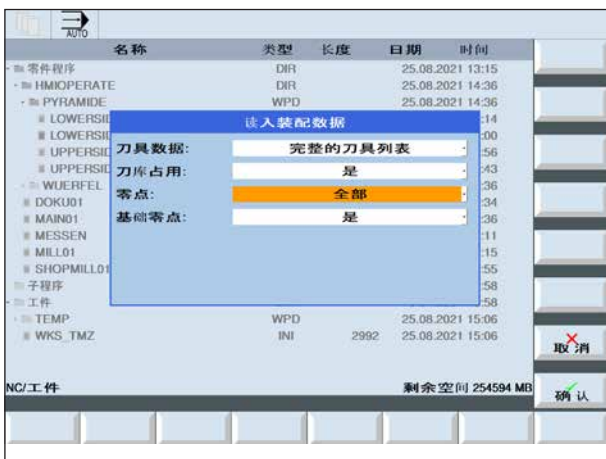 AUTO
名称 类型 长度 日期 时间
零件程序 DIR 25.08.2021 13:15
HMIOPERATE DIR 25.08.2021 14:36
PYRAMIDE WPD 25.08.2021 14:36
LOWERSID :14
LOWERSID :00
UPPERSID :56
UPPERSID :43
WUERFEL :36
DOKU01 :34
MAIN01 :36
MESSEN :11
MILL01 :15
SHOPMILL01 :55
子程序 :58
工件 :58
TEMP WPD 25.08.2021 15:06
WKS_TMZ INI 2992 25.08.2021 15:06
读入装配数据
刀具数据: 完整的刀具列表
刀库占用: 是
零点: 全部
基础零点: 是
取消
NC/工件 剩余空间 254594 MB
确认